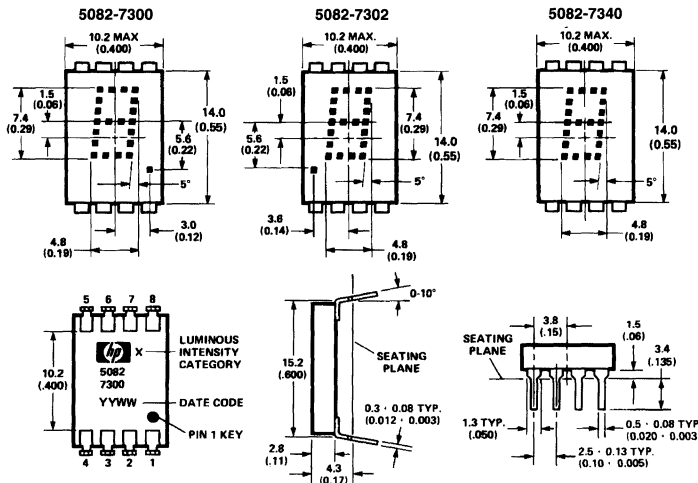 5082-7300
10.2 MAX
(0.400)
1.5
(0.06)
7.4
(0.29)
14.0
(0.55)
5.6
(0.22)
5°
3.0
(0.12)
4.8
(0.19)
5082-7302
10.2 MAX.
(0.400)
1.5
(0.06)
5.6
(0.22)
7.4
(0.29)
14.0
(0.55)
5°
3.6
(0.14)
4.8
(0.19)
5082-7340
10.2 MAX.
(0.400)
1.5
(0.06)
7.4
(0.29)
14.0
(0.55)
5°
4.8
(0.19)
5 6 7 8
10.2
(.400)
hp X
LUMINOUS
INTENSITY
CATEGORY
5082
7300
YYWW
DATE CODE
PIN 1 KEY
4 3 2 1
0-10°
15.2
(.600)
SEATING
PLANE
0.3 · 0.08 TYP.
(0.012 · 0.003)
2.8
(.11)
4.3
(0.17)
3.8
(.15)
1.5
(.06)
SEATING
PLANE
3.4
(.135)
1.3 TYP.
(.050)
0.5 · 0.08 TYP
(0.020 · 0.003
2.5 · 0.13 TYP.
(0.10 · 0.005)